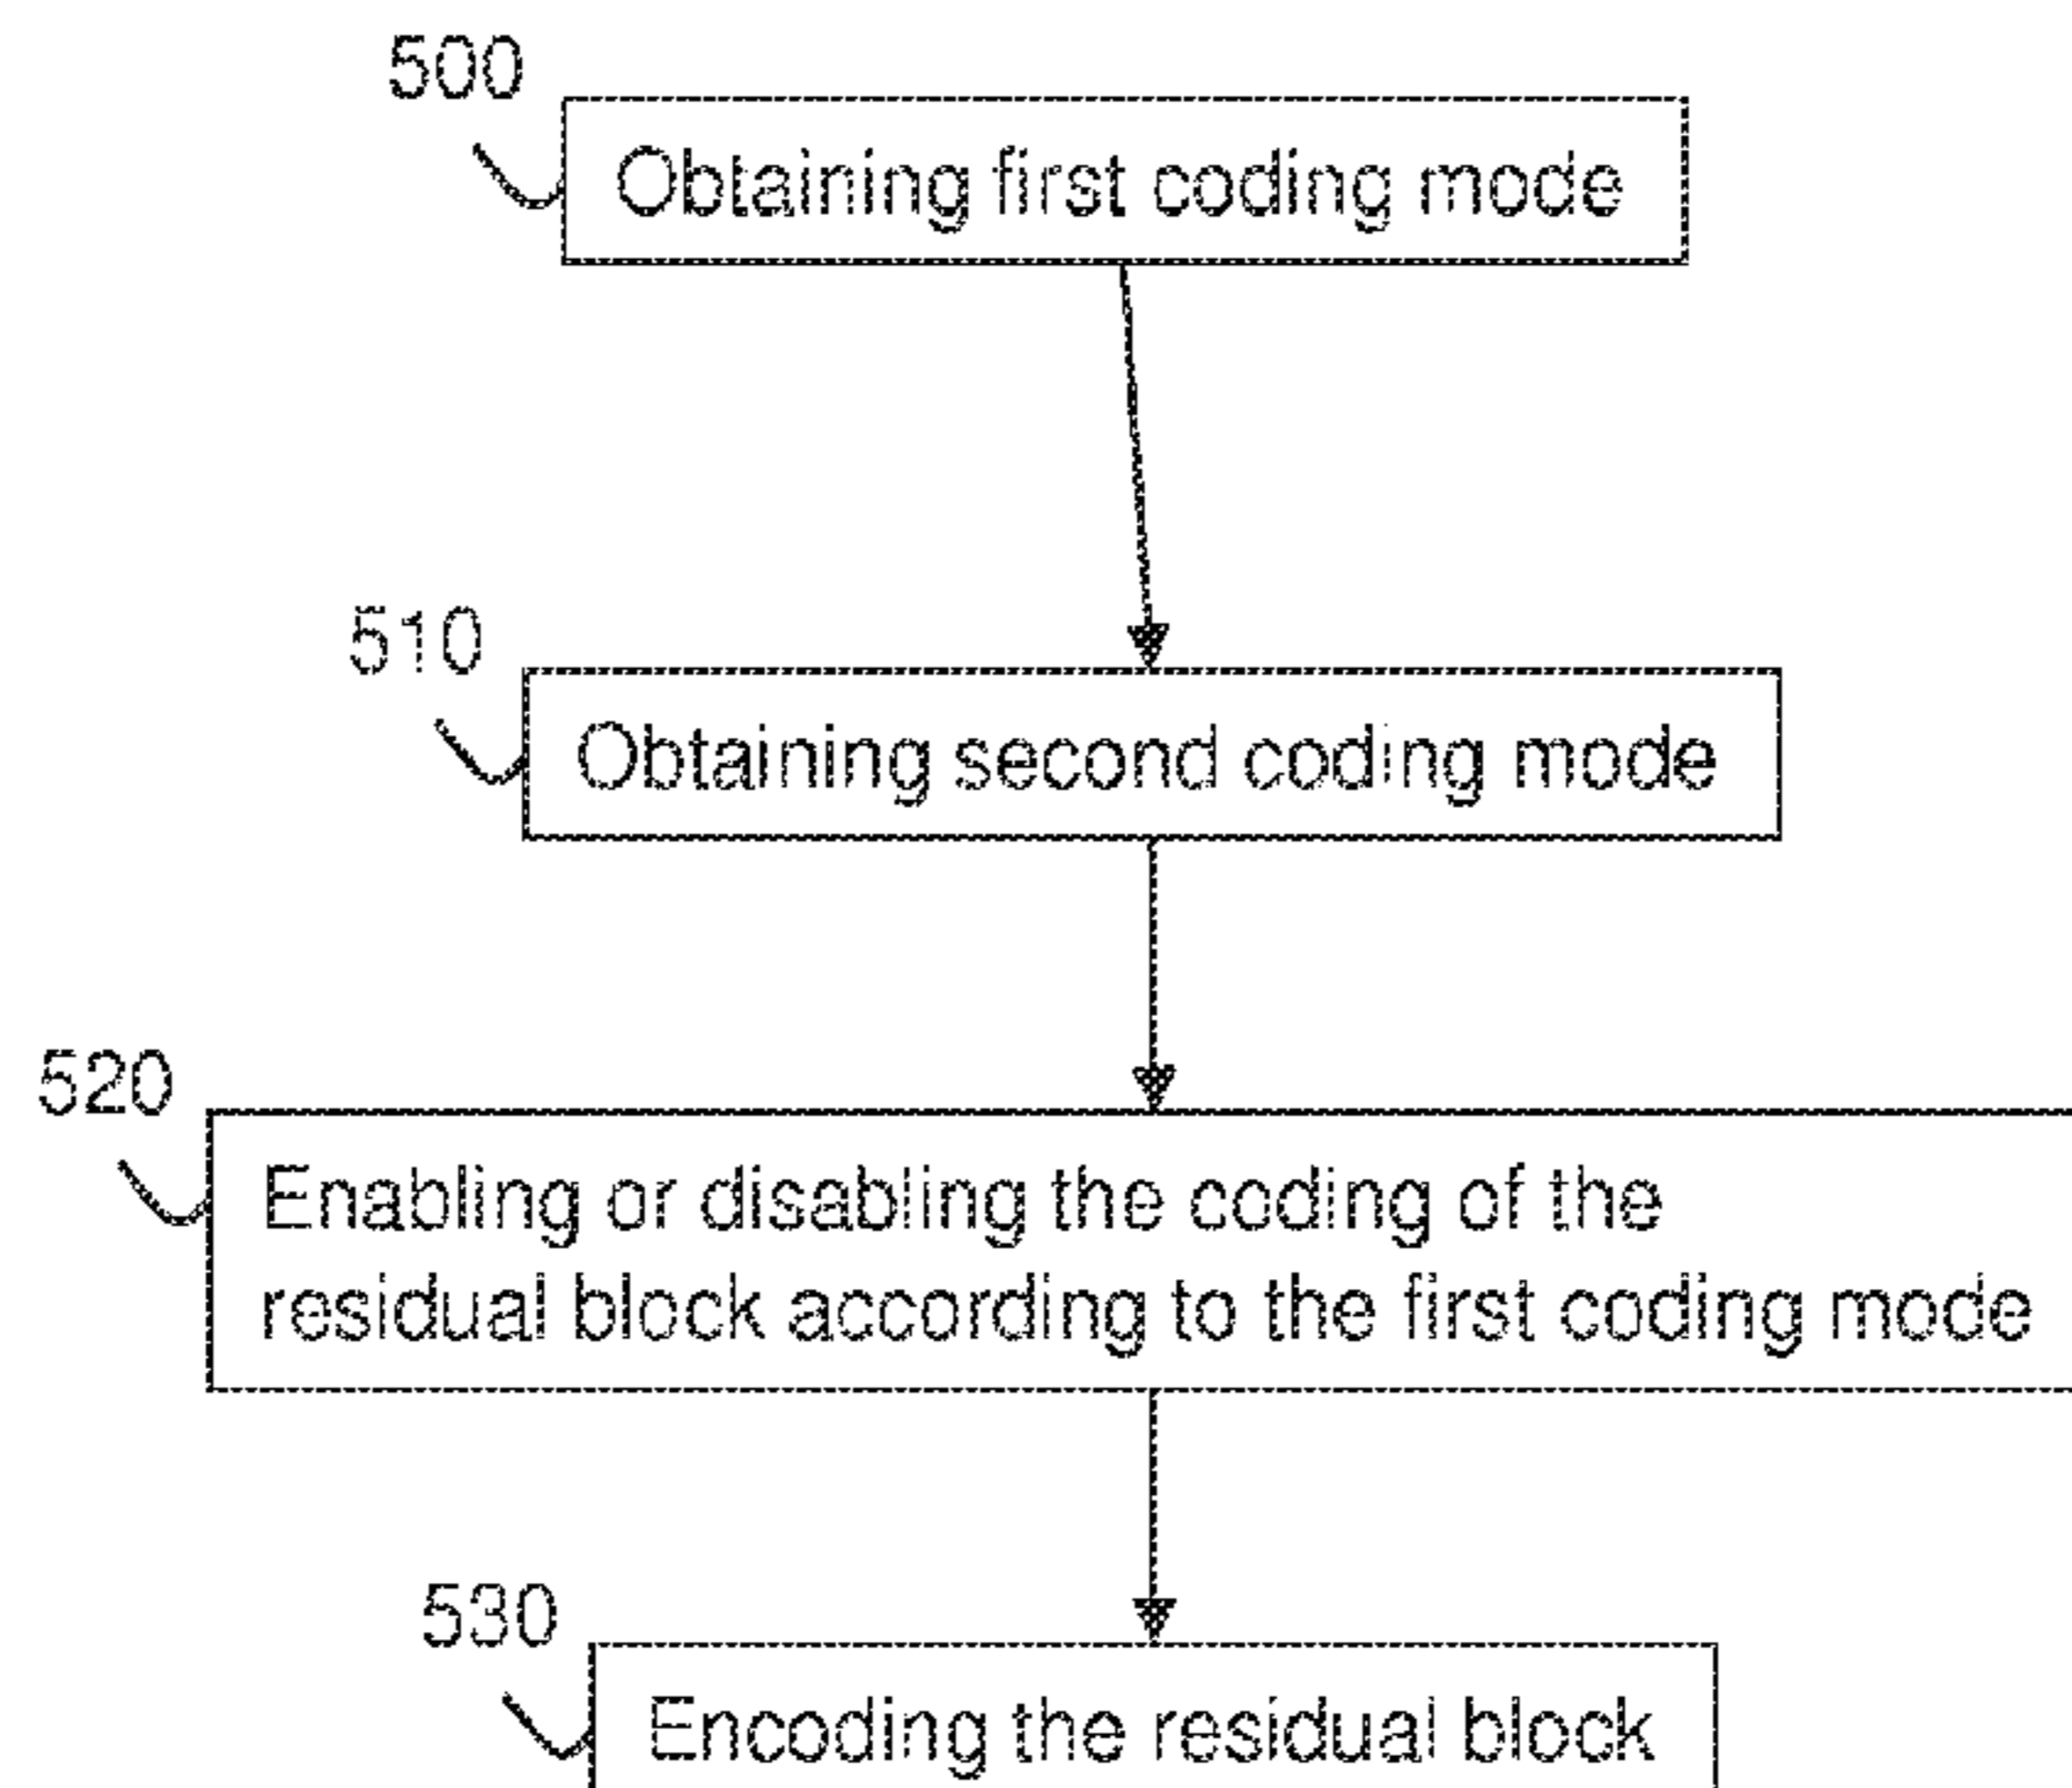 500
Obtaining first coding mode
510
Obtaining second coding mode
520
Enabling or disabling the coding of the
residual block according to the first coding mode
530
Encoding the residual block